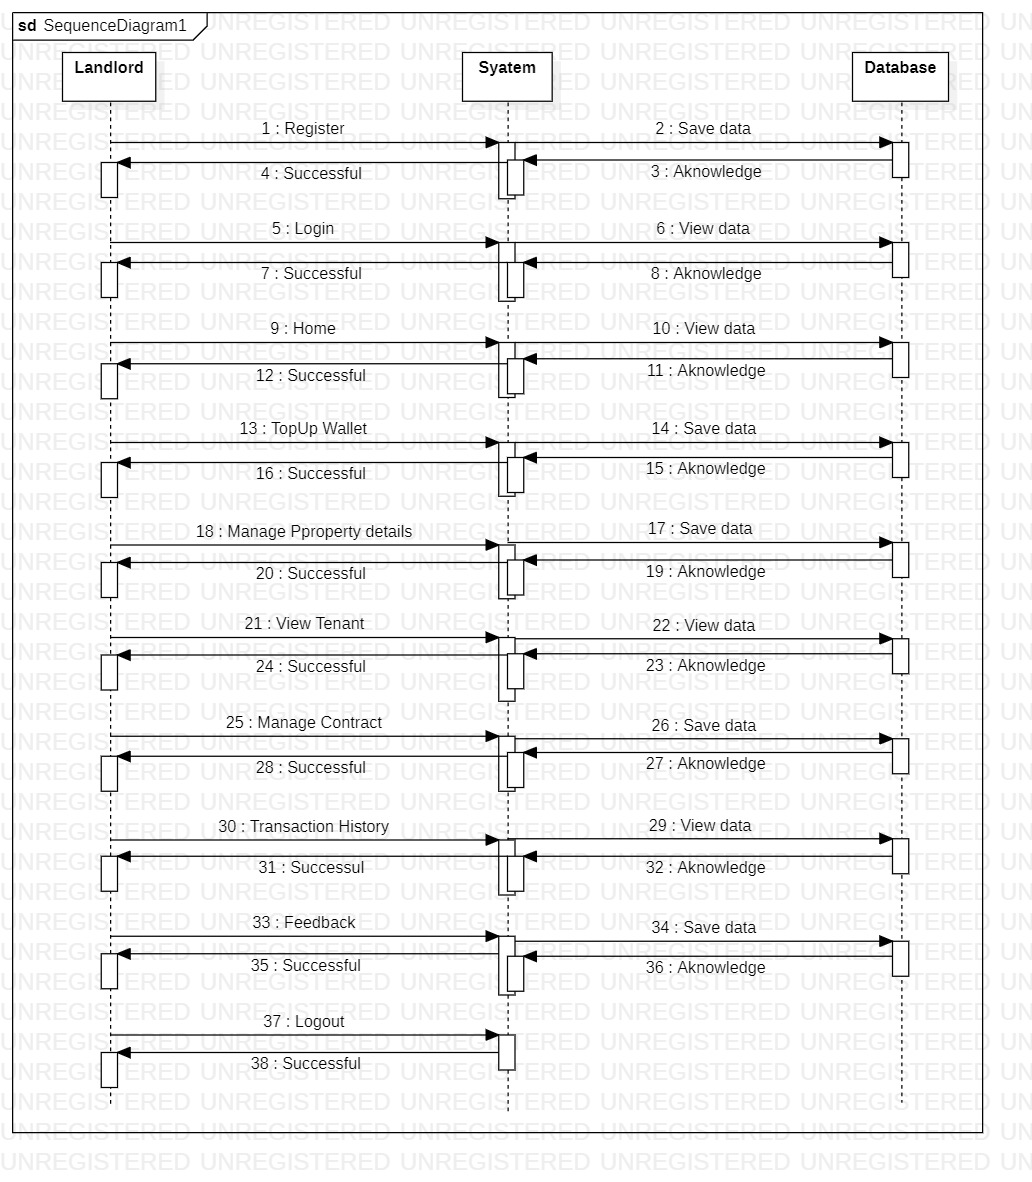 sd SequenceDiagram1
Landlord
Syatem
Database
1 : Register
2 : Save data
3 : Aknowledge
4 : Successful
5 : Login
6 : View data
7 : Successful
8 : Aknowledge
9 : Home
10 : View data
11 : Aknowledge
12 : Successful
13 : TopUp Wallet
14 : Save data
15 : Aknowledge
16 : Successful
18 : Manage Pproperty details
17 : Save data
19 : Aknowledge
20 : Successful
21 : View Tenant
22 : View data
23 : Aknowledge
24 : Successful
25 : Manage Contract
26 : Save data
27 : Aknowledge
28 : Successful
30 : Transaction History
29 : View data
31 : Successul
32 : Aknowledge
33 : Feedback
34 : Save data
35 : Successful
36 : Aknowledge
37 : Logout
38 : Successful
UNREGISTERED